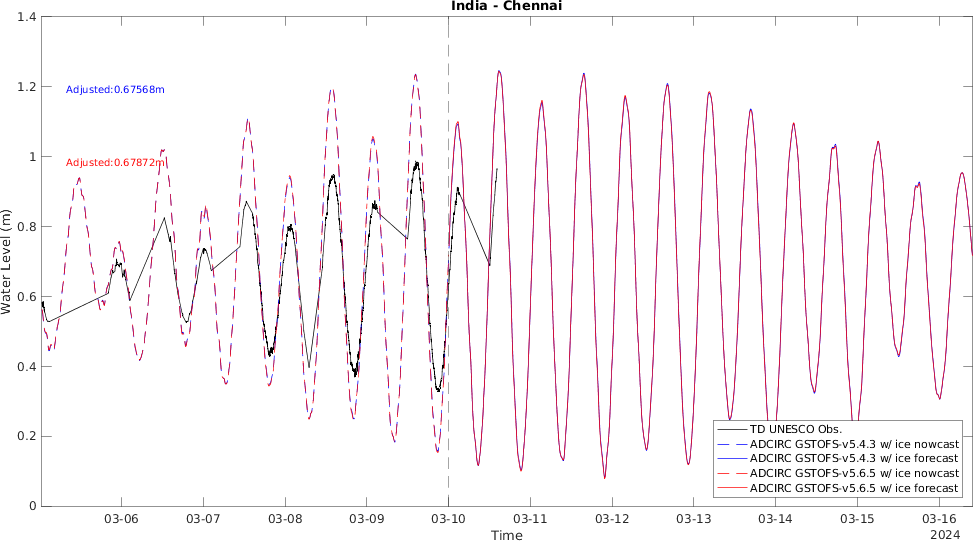 India - Chennai
Adjusted:0.67568m
Adjusted:0.67872m
Water Level (m)
1.4
1.2
1
0.8
0.6
0.4
0.2
0
TD UNESCO Obs.
ADCIRC GSTOFS-v5.4.3 w/ ice nowcast
ADCIRC GSTOFS-v5.4.3 w/ ice forecast
ADCIRC GSTOFS-v5.6.5 w/ ice nowcast
ADCIRC GSTOFS-v5.6.5 w/ ice forecast
03-06 03-07 03-08 03-09 03-10 03-11 03-12 03-13 03-14 03-15 03-16
Time
2024